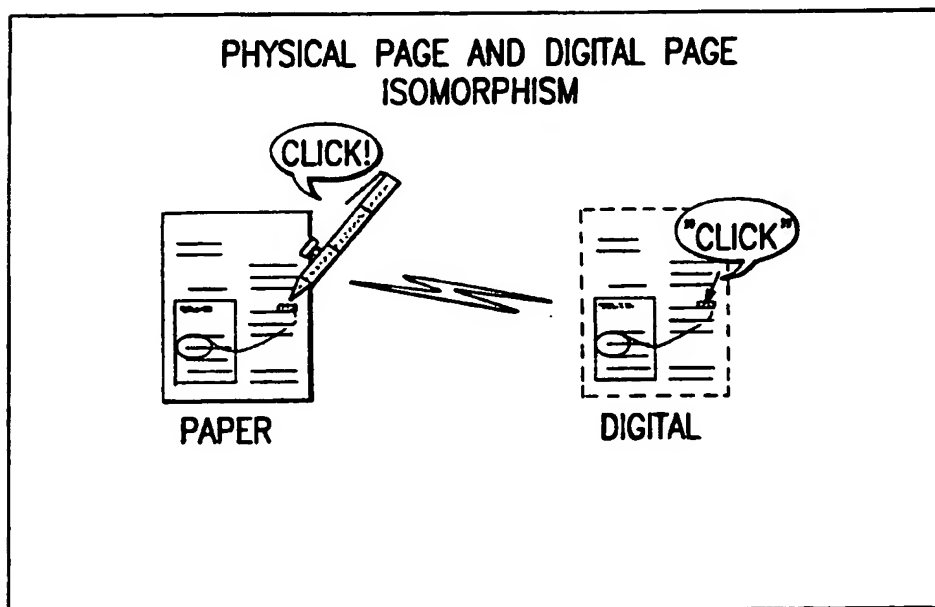 PHYSICAL PAGE AND DIGITAL PAGE
ISOMORPHISM
CLICK!
"CLICK"
PAPER
DIGITAL